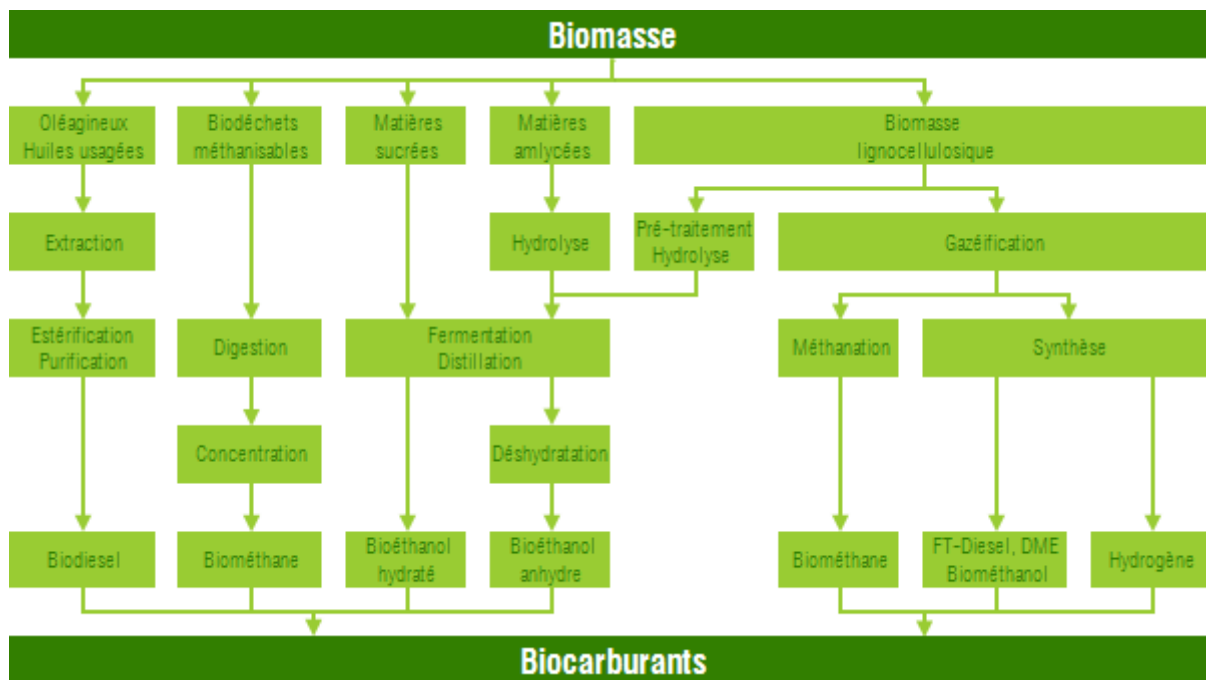 Biomasse
Oléagineux
Huiles usagées
Biodéchets
méthanisables
Matières
sucrées
Matières
amlycées
Biomasse
lignocellulosique
Extraction
Hydrolyse
Pré-traitement
Hydrolyse
Gazéification
Estérification
Purification
Digestion
Fermentation
Distillation
Méthanation
Synthèse
Concentration
Déshydratation
Biodiesel
Biométhane
Bioéthanol
hydraté
Bioéthanol
anhydre
Biométhane
FT-Diesel, DME
Biométhanol
Hydrogène
Biocarburants